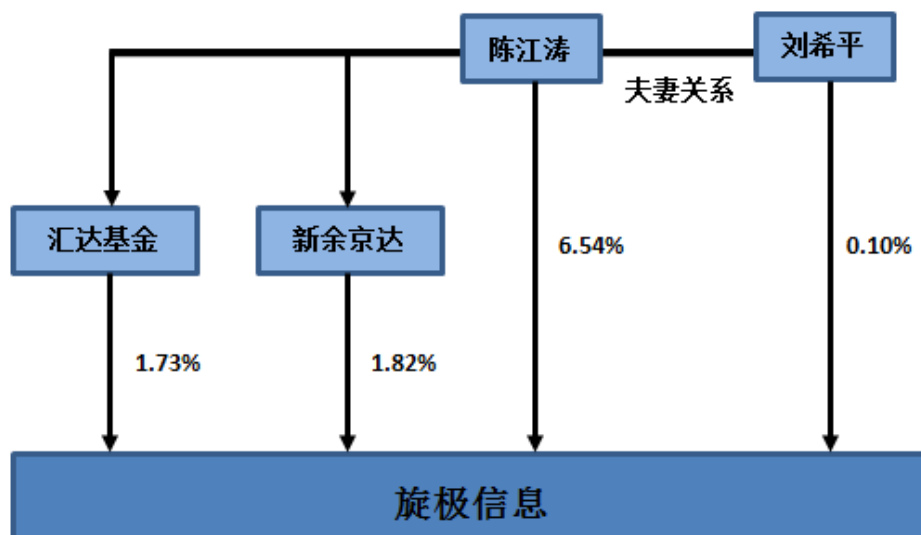 陈江涛
刘希平
夫妻关系
汇达基金
新余京达
6.54%
0.10%
1.73%
1.82%
旋极信息